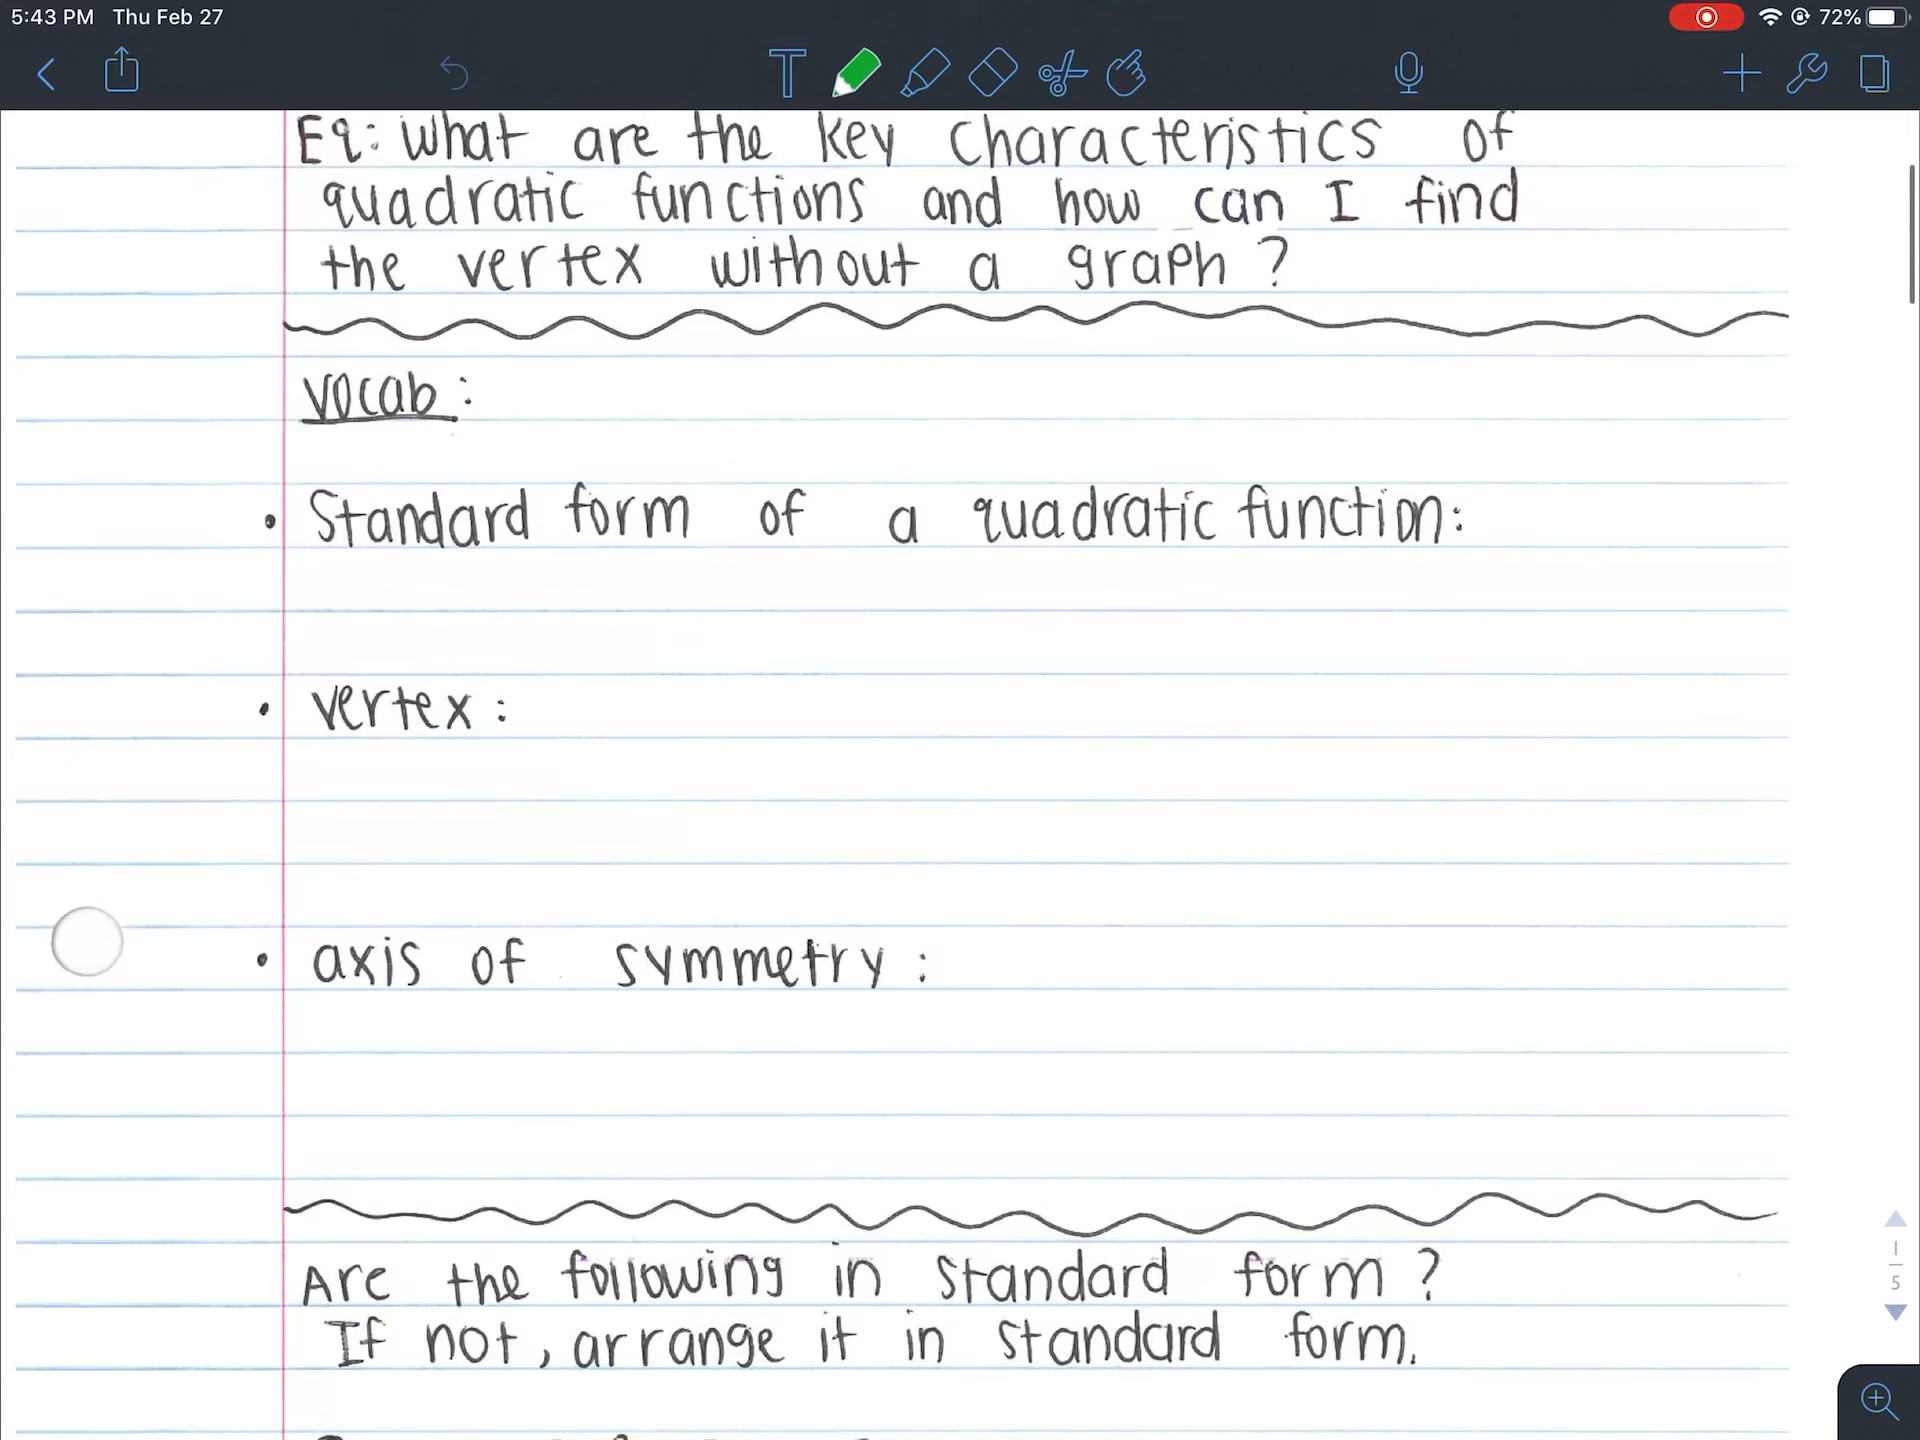 5:43 PM Thu Feb 27
72%
EQ: What are the key characteristics of
quadratic functions and how can I find
the vertex without a graph?
Vocab:
• Standard form of a quadratic function:
• vertex:
• axis of symmetry:
Are the following in standard form?
If not, arrange it in standard form.
1
5